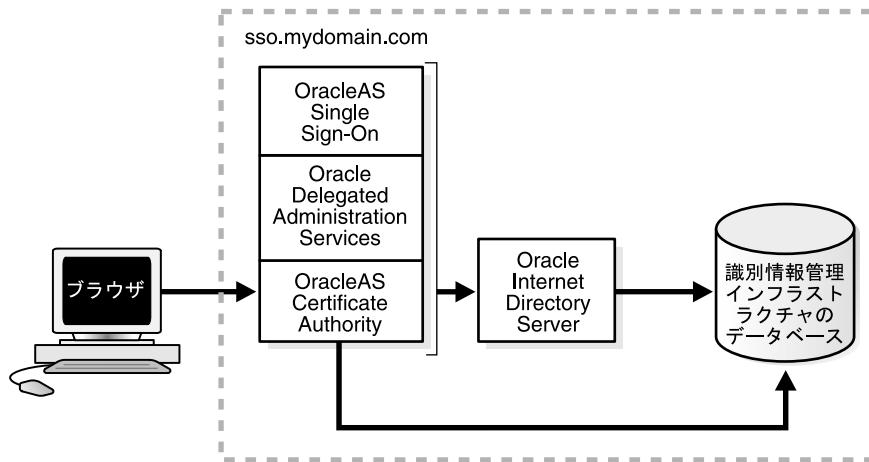 sso.mydomain.com
OracleAS
Single
Sign-On
Oracle
Delegated
Administration
Services
OracleAS
Certificate
Authority
ブラウザ
Oracle
Internet
Directory
Server
識別情報管理
インフラスト
ラクチャの
データベース